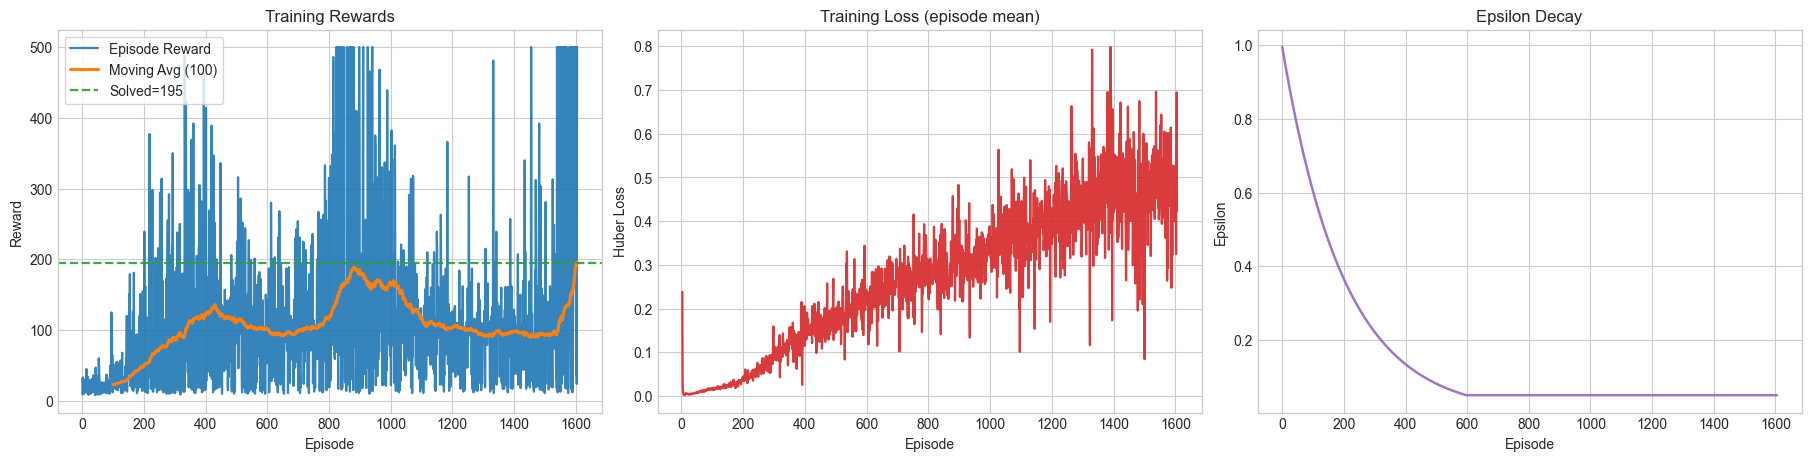 Training Rewards
Episode Reward
Moving Avg (100)
Solved=195
Reward
500
400
300
200
100
0
0 200 400 600 800 1000 1200 1400 1600
Episode
Training Loss (episode mean)
Huber Loss
0.8
0.7
0.6
0.5
0.4
0.3
0.2
0.1
0.0
0 200 400 600 800 1000 1200 1400 1600
Episode
Epsilon Decay
Epsilon
1.0
0.8
0.6
0.4
0.2
0 200 400 600 800 1000 1200 1400 1600
Episode